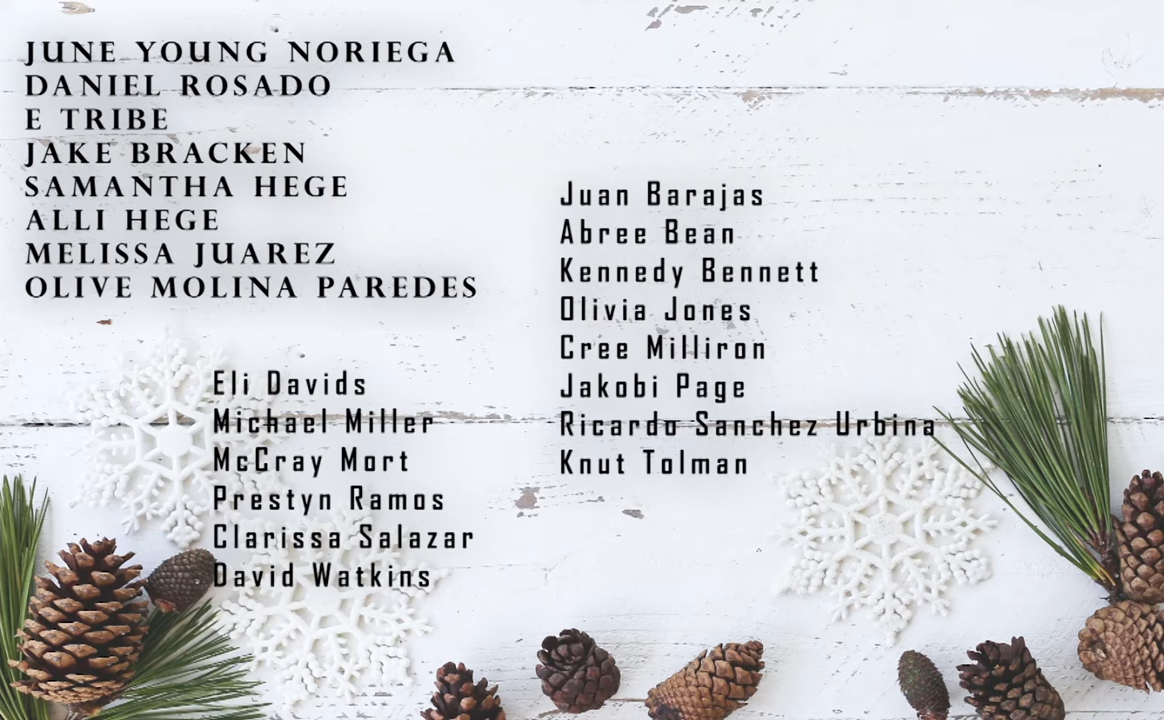 JUNE YOUNG NORIEGA
DANIEL ROSADO
E TRIBE
JAKE BRACKEN
SAMANTHA HEGE
ALLI HEGE
MELISSA JUAREZ
OLIVE MOLINA PAREDES
Eli Davids
Michael Miller
McCray Mort
Prestyn Ramos
Clarissa Salazar
David Watkins
Juan Barajas
Abree Bean
Kennedy Bennett
Olivia Jones
Cree Milliron
Jakobi Page
Ricardo Sanchez Urbina
Knut Tolman